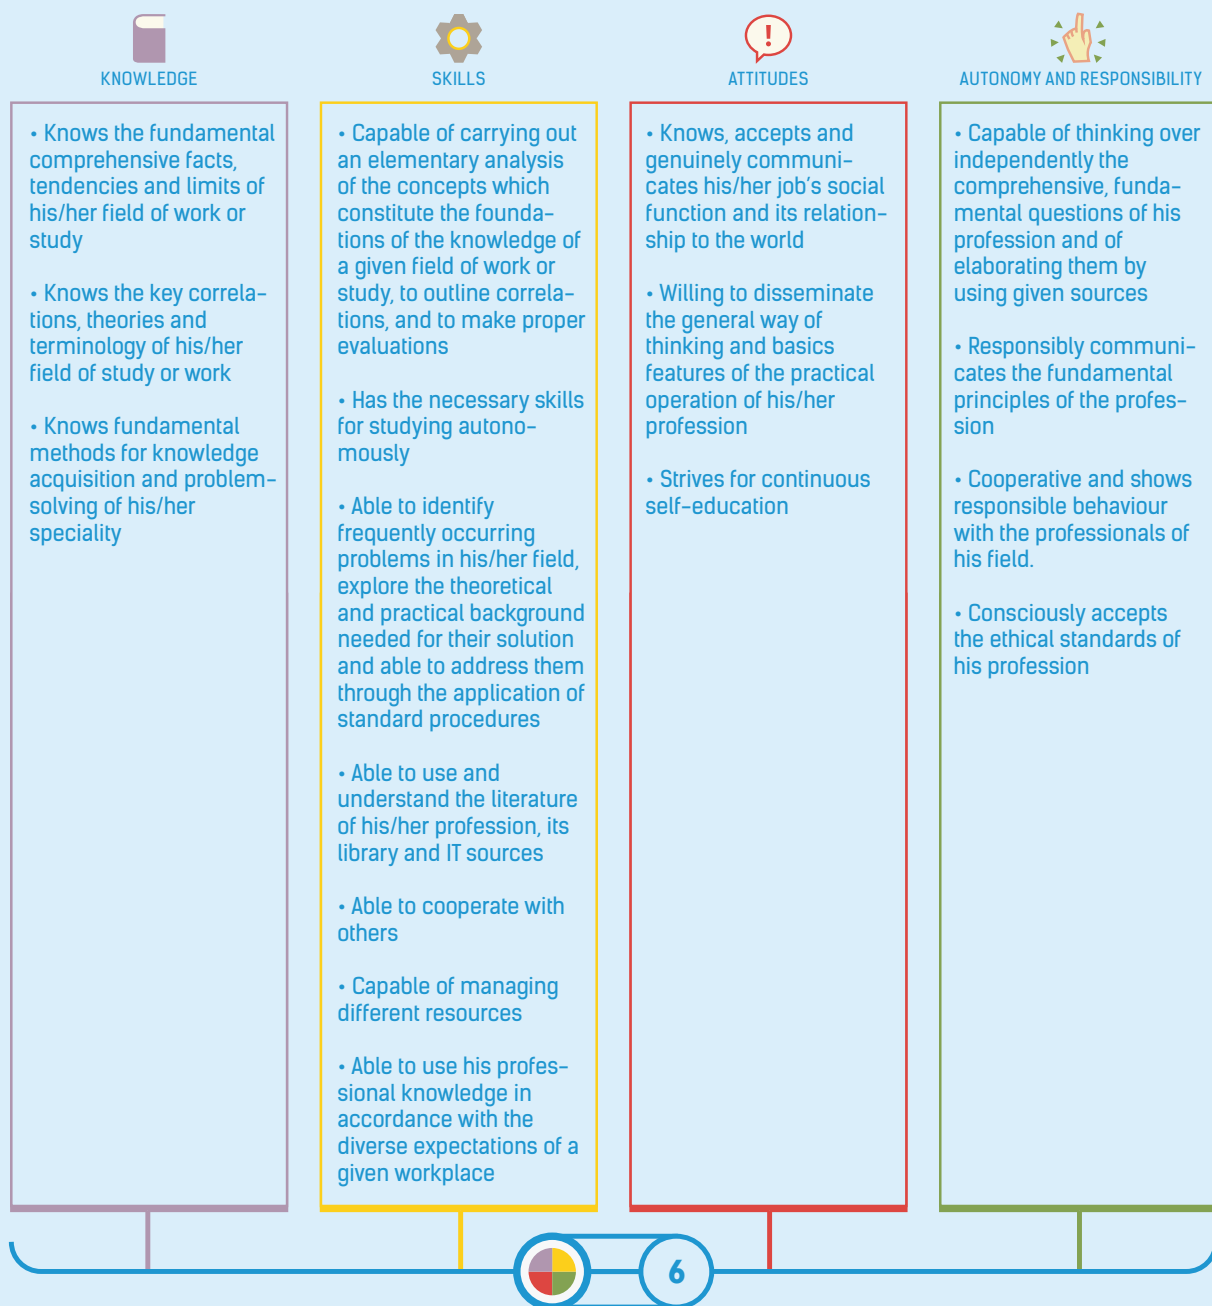 KNOWLEDGE
• Knows the fundamental
comprehensive facts,
tendencies and limits of
his/her field of work or
study
• Knows the key correla-
tions, theories and
terminology of his/her
field of study or work
• Knows fundamental
methods for knowledge
acquisition and problem-
solving of his/her
speciality
SKILLS
• Capable of carrying out
an elementary analysis
of the concepts which
constitute the founda-
tions of the knowledge of
a given field of work or
study, to outline correla-
tions, and to make proper
evaluations
• Has the necessary skills
for studying autono-
mously
• Able to identify
frequently occurring
problems in his/her field,
explore the theoretical
and practical background
needed for their solution
and able to address them
through the application of
standard procedures
• Able to use and
understand the literature
of his/her profession, its
library and IT sources
• Able to cooperate with
others
• Capable of managing
different resources
• Able to use his profes-
sional knowledge in
accordance with the
diverse expectations of a
given workplace
ATTITUDES
• Knows, accepts and
genuinely communi-
cates his/her job's social
function and its relation-
ship to the world
• Willing to disseminate
the general way of
thinking and basics
features of the practical
operation of his/her
profession
• Strives for continuous
self-education
AUTONOMY AND RESPONSIBILITY
• Capable of thinking over
independently the
comprehensive, funda-
mental questions of his
profession and of
elaborating them by
using given sources
• Responsibly communi-
cates the fundamental
principles of the profes-
sion
• Cooperative and shows
responsible behaviour
with the professionals of
his field.
• Consciously accepts
the ethical standards of
his profession
6